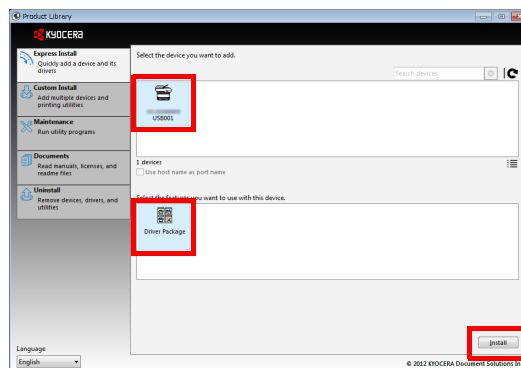 Product Library
KYOCERA
Express Install
Quickly add a device and its
drivers
Custom Install
Add multiple devices and
printing utilities
Maintenance
Run utility programs
Documents
Read manuals, licenses, and
readme files
Uninstall
Remove devices, drivers, and
utilities
Language
English
Select the device you want to add.
Search devices
USB001
1 devices
Use host name as port name
Select the features you want to use with this device.
Driver Package
Install
© 2012 KYOCERA Document Solutions In